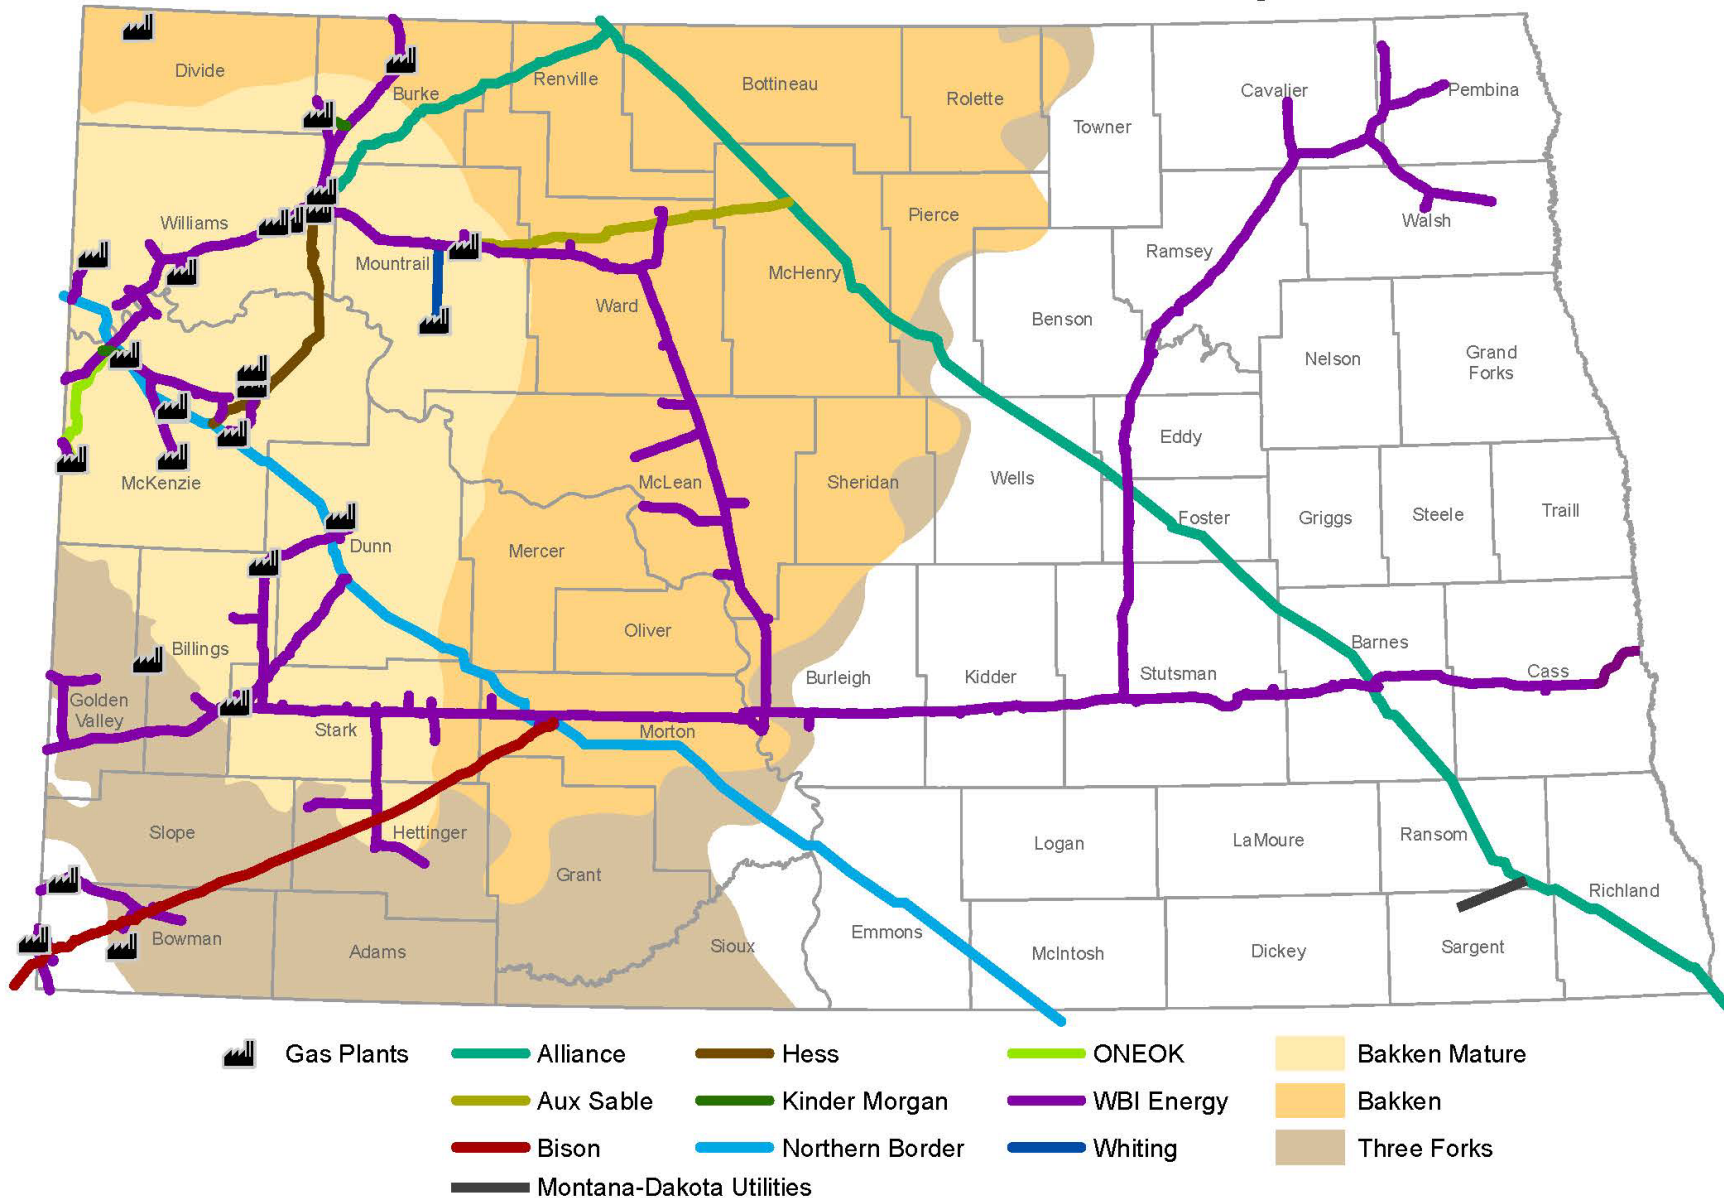 Divide
Burke
Renville
Bottineau
Rolette
Towner
Cavalier
Pembina
Williams
Mountrail
Ward
McHenry
Pierce
Ramsey
Walsh
Benson
Nelson
Grand
Forks
McKenzie
McLean
Sheridan
Wells
Eddy
Foster
Griggs
Steele
Traill
Dunn
Mercer
Oliver
Billings
Golden
Valley
Stark
Morton
Burleigh
Kidder
Stutsman
Barnes
Cass
Slope
Hettinger
Grant
Logan
LaMoure
Ransom
Richland
Bowman
Adams
Sioux
Emmons
McIntosh
Dickey
Sargent
Gas Plants
Alliance
Hess
ONEOK
Bakken Mature
Aux Sable
Kinder Morgan
WBI Energy
Bakken
Bison
Northern Border
Whiting
Three Forks
Montana-Dakota Utilities